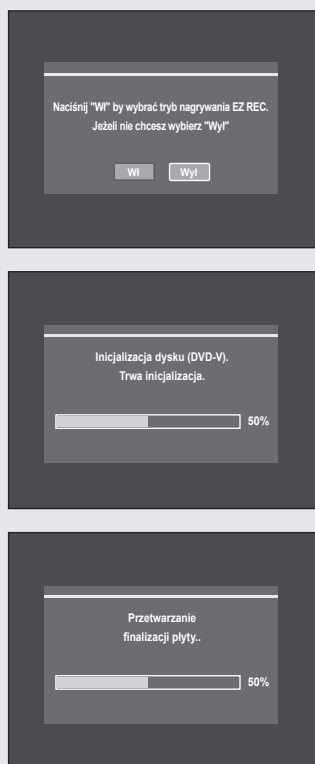 Naciśnij "Wł" by wybrać tryb nagrywania EZ REC.
Jeżeli nie chcesz wybierz "Wył"
Wł Wył
Inicjalizacja dysku (DVD-V).
Trwa inicjalizacja.
50%
Przetwarzanie
finalizacji płyty..
50%